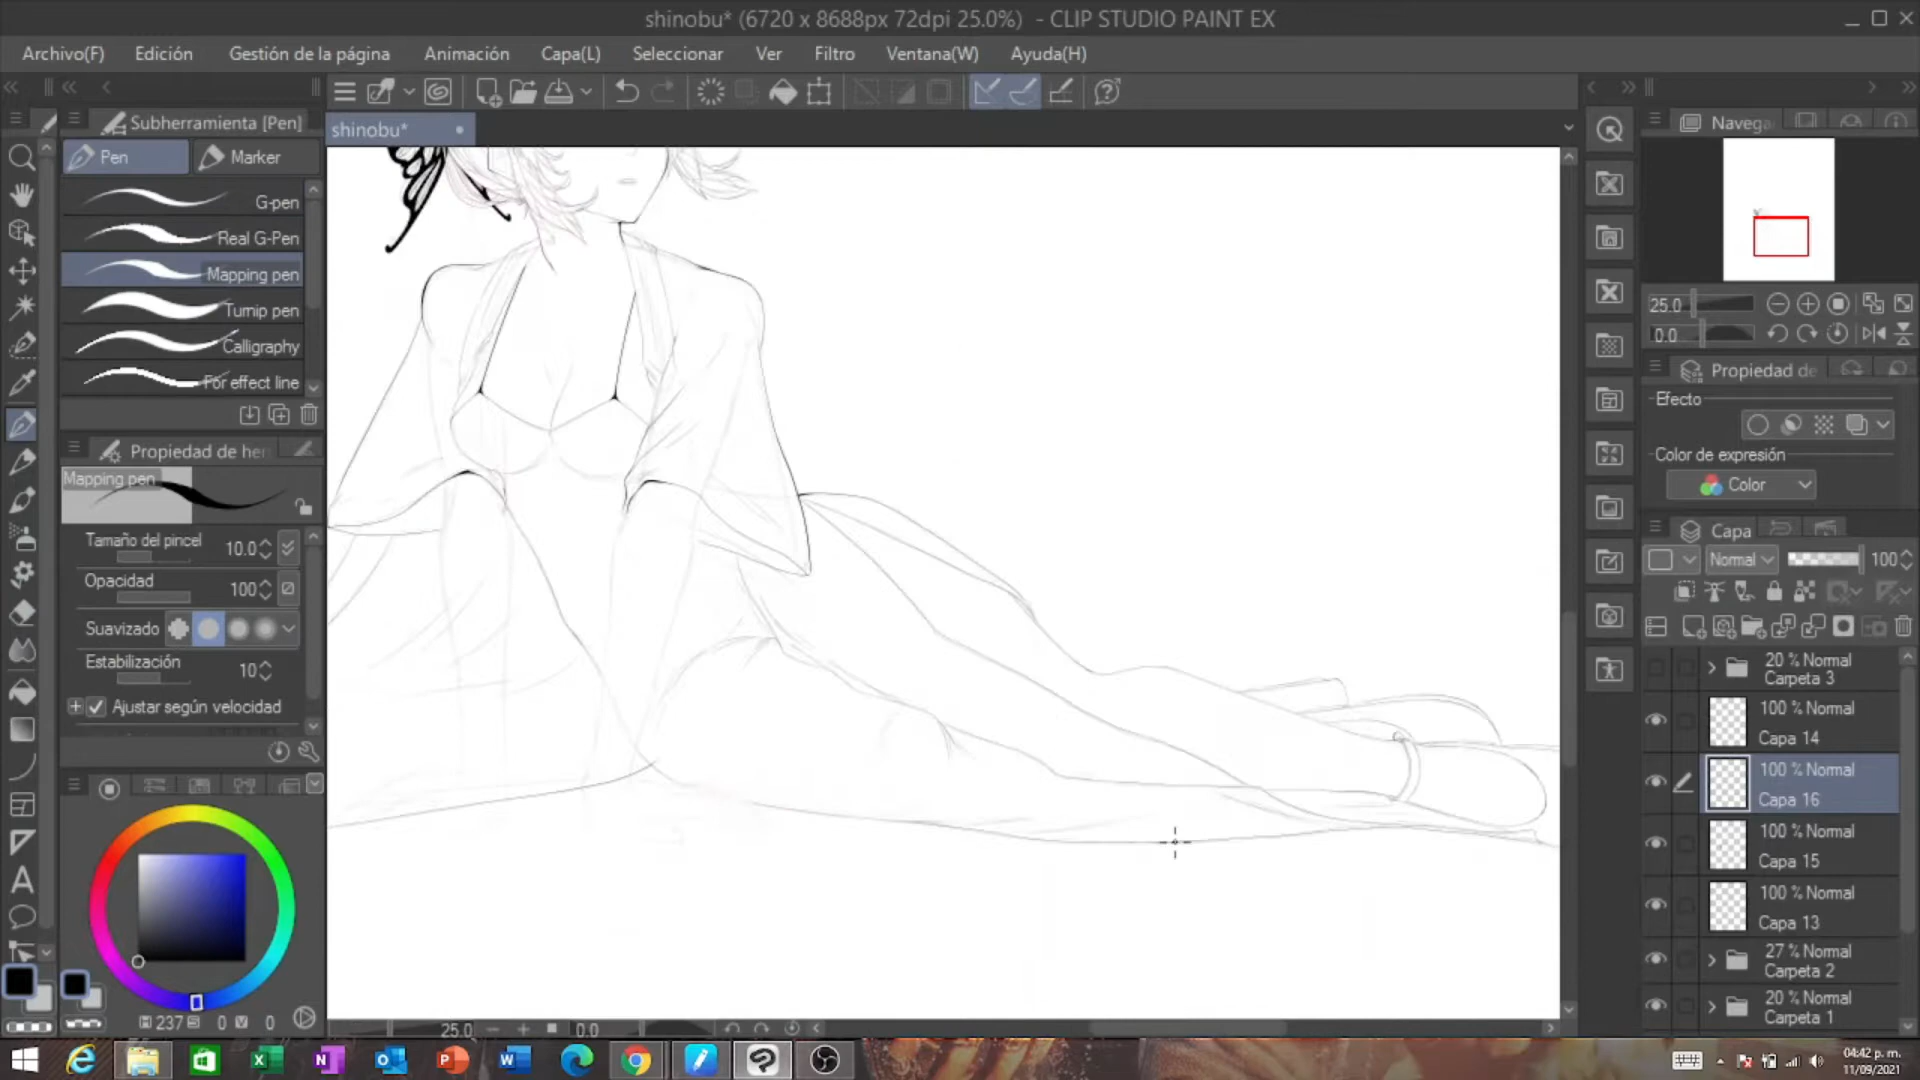 shinobu* (6720 x 8688px 72dpi 25.0%) - CLIP STUDIO PAINT EX
Archivo(F) Edición Gestión de la página Animación Capa(L) Seleccionar Ver Filtro Ventana(W) Ayuda(H)
Subherramienta [Pen]
Pen Marker
G-pen
Real G-Pen
Mapping pen
Turnip pen
Calligraphy
For effect line
Propiedad de her
Mapping pen
Tamaño del pincel 10.0
Opacidad 100
Suavizado
Estabilización 10
Ajustar según velocidad
H 237 S 0 V 0
shinobu*
25.0 0.0
Navega
25.0
0.0
Propiedad de
Efecto
Color de expresión
Color
Capa
Normal 100
20 % Normal
Carpeta 3
100 % Normal
Capa 14
100 % Normal
Capa 16
100 % Normal
Capa 15
100 % Normal
Capa 13
27 % Normal
Carpeta 2
20 % Normal
Carpeta 1
04:42 p. m.
11/09/2021